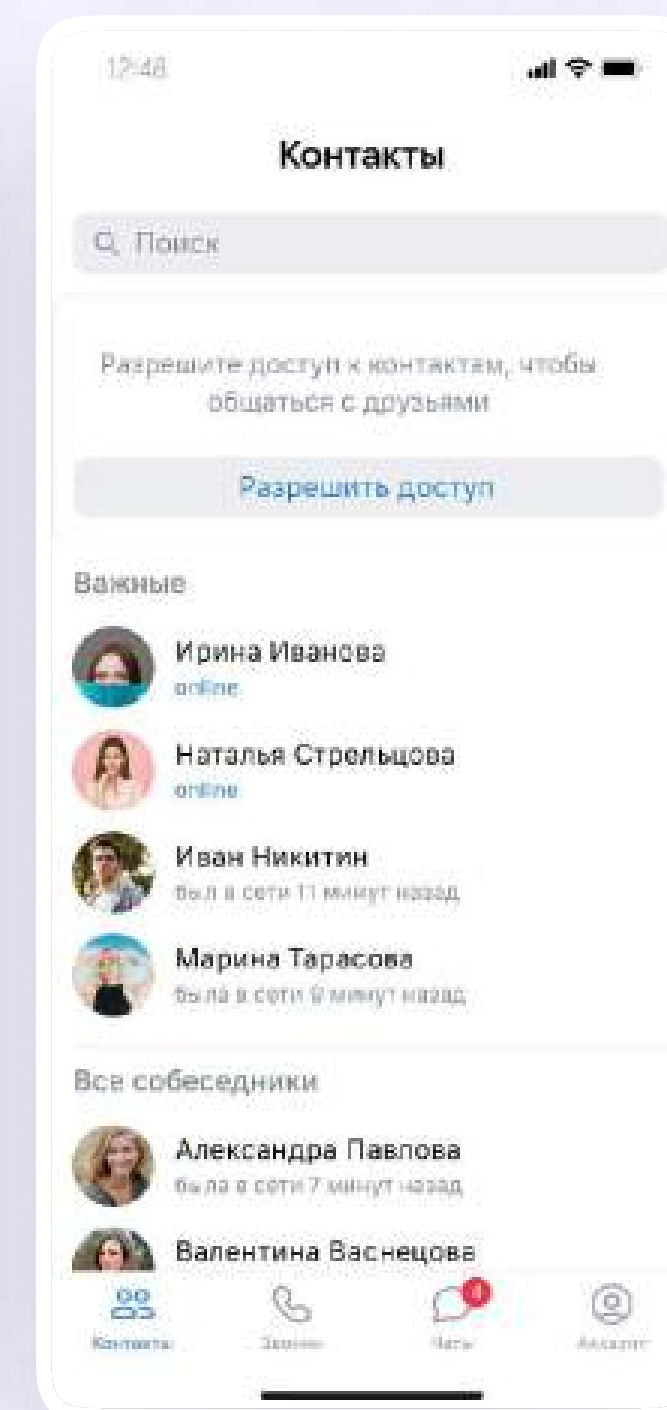 12:48
Контакты
Поиск
Разрешите доступ к контактам, чтобы
общаться с друзьями
Разрешить доступ
Важные
Ирина Иванова
online
Наталья Стрельцова
online
Иван Никитин
был в сети 11 минут назад
Марина Тарасова
была в сети 9 минут назад
Все собеседники
Александра Павлова
была в сети 7 минут назад
Валентина Васнецова
4
Контакты
Звонки
Чаты
Аккаунт